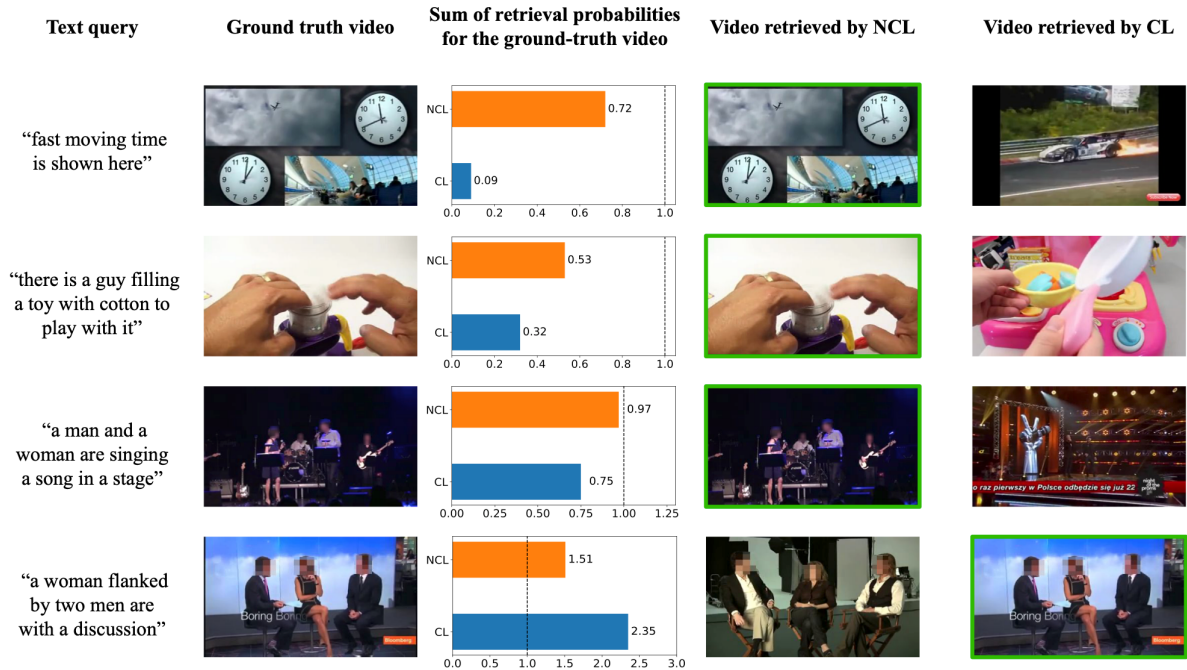 Text query
Ground truth video
Sum of retrieval probabilities
for the ground-truth video
Video retrieved by NCL
Video retrieved by CL
“fast moving time
is shown here”
NCL
0.72
CL
0.09
0.0 0.2 0.4 0.6 0.8 1.0
“there is a guy filling
a toy with cotton to
play with it”
NCL
0.53
CL
0.32
0.0 0.2 0.4 0.6 0.8 1.0
“a man and a
woman are singing
a song in a stage”
NCL
0.97
CL
0.75
0.00 0.25 0.50 0.75 1.00 1.25
o raz pierwszy w Polsce odbędzie się już 22
“a woman flanked
by two men are
with a discussion”
Boring Boring
Bloomberg
NCL
1.51
CL
2.35
0.0 0.5 1.0 1.5 2.0 2.5 3.0
Boring Boring
Bloomberg